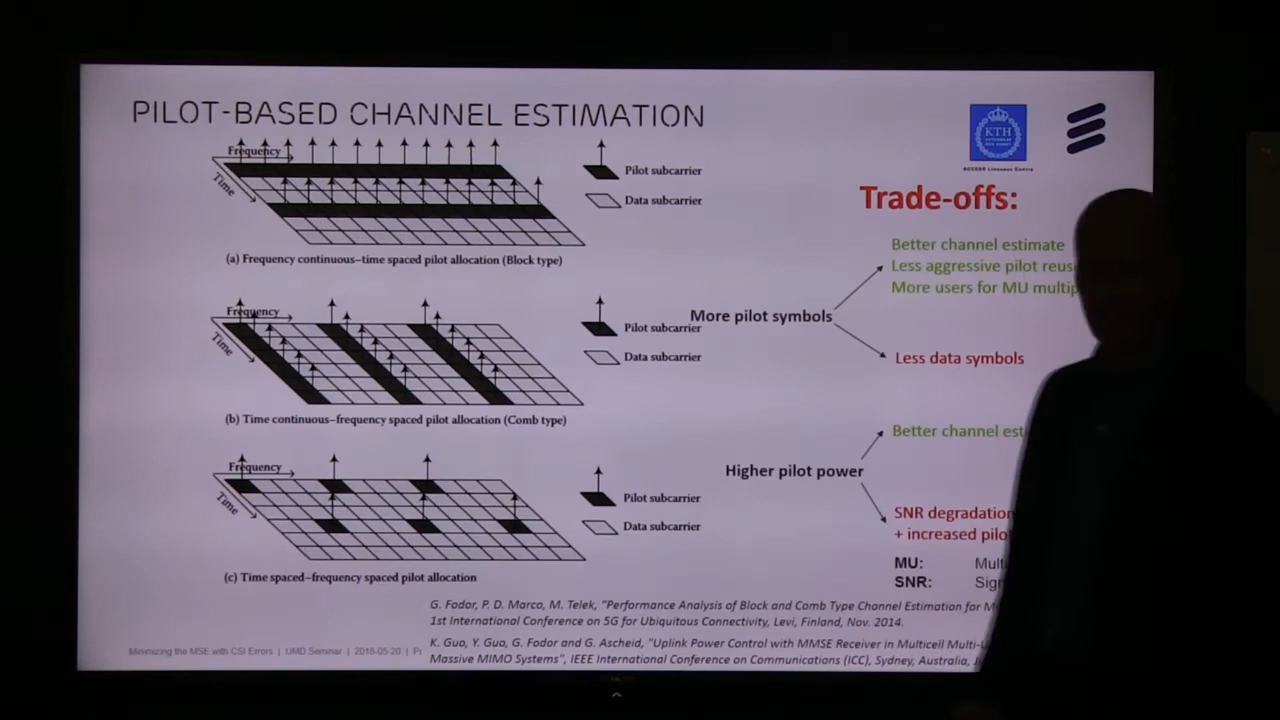 PILOT-BASED CHANNEL ESTIMATION
KTH
Frequency
Time
Pilot subcarrier
Data subcarrier
(a) Frequency continuous–time spaced pilot allocation (Block type)
Frequency
Time
Pilot subcarrier
Data subcarrier
(b) Time continuous–frequency spaced pilot allocation (Comb type)
Frequency
Time
Pilot subcarrier
Data subcarrier
(c) Time spaced–frequency spaced pilot allocation
Trade-offs:
Better channel estimate
Less aggressive pilot reus
More users for MU multip
More pilot symbols
Less data symbols
Better channel est
Higher pilot power
SNR degradation
+ increased pilo
MU: Mult
SNR: Sig
G. Fodor, P. D. Marco, M. Telek, "Performance Analysis of Block and Comb Type Channel Estimation for M
1st International Conference on 5G for Ubiquitous Connectivity, Levi, Finland, Nov. 2014.
K. Guo, Y. Guo, G. Fodor and G. Ascheid, "Uplink Power Control with MMSE Receiver in Multicell Multi-U
Massive MIMO Systems", IEEE International Conference on Communications (ICC), Sydney, Australia, J
Minimizing the MSE with CSI Errors | UMD Seminar | 2018-05-20 |